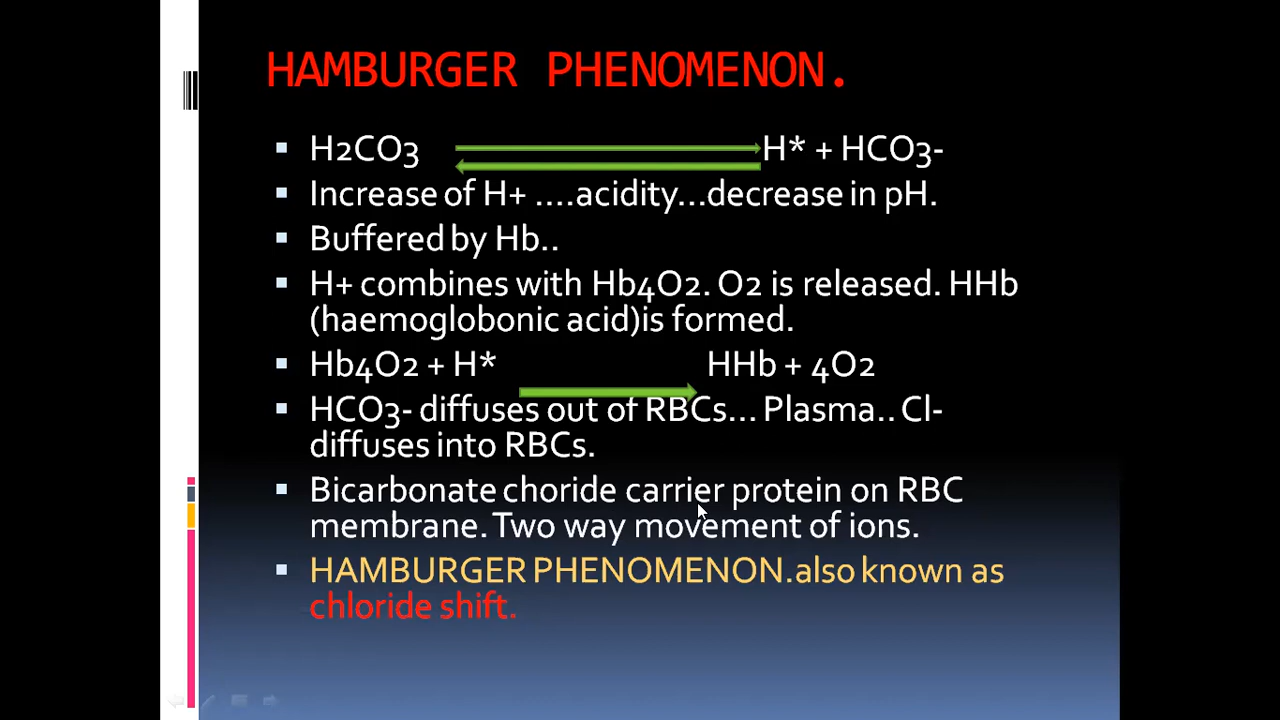 HAMBURGER PHENOMENON.
H2CO3 H* + HCO3-
Increase of H+ ....acidity...decrease in pH.
Buffered by Hb..
H+ combines with Hb4O2. O2 is released. HHb
(haemoglobonic acid)is formed.
Hb4O2 + H* HHb + 4O2
HCO3- diffuses out of RBCs... Plasma.. Cl-
diffuses into RBCs.
Bicarbonate choride carrier protein on RBC
membrane. Two way movement of ions.
HAMBURGER PHENOMENON.also known as
chloride shift.